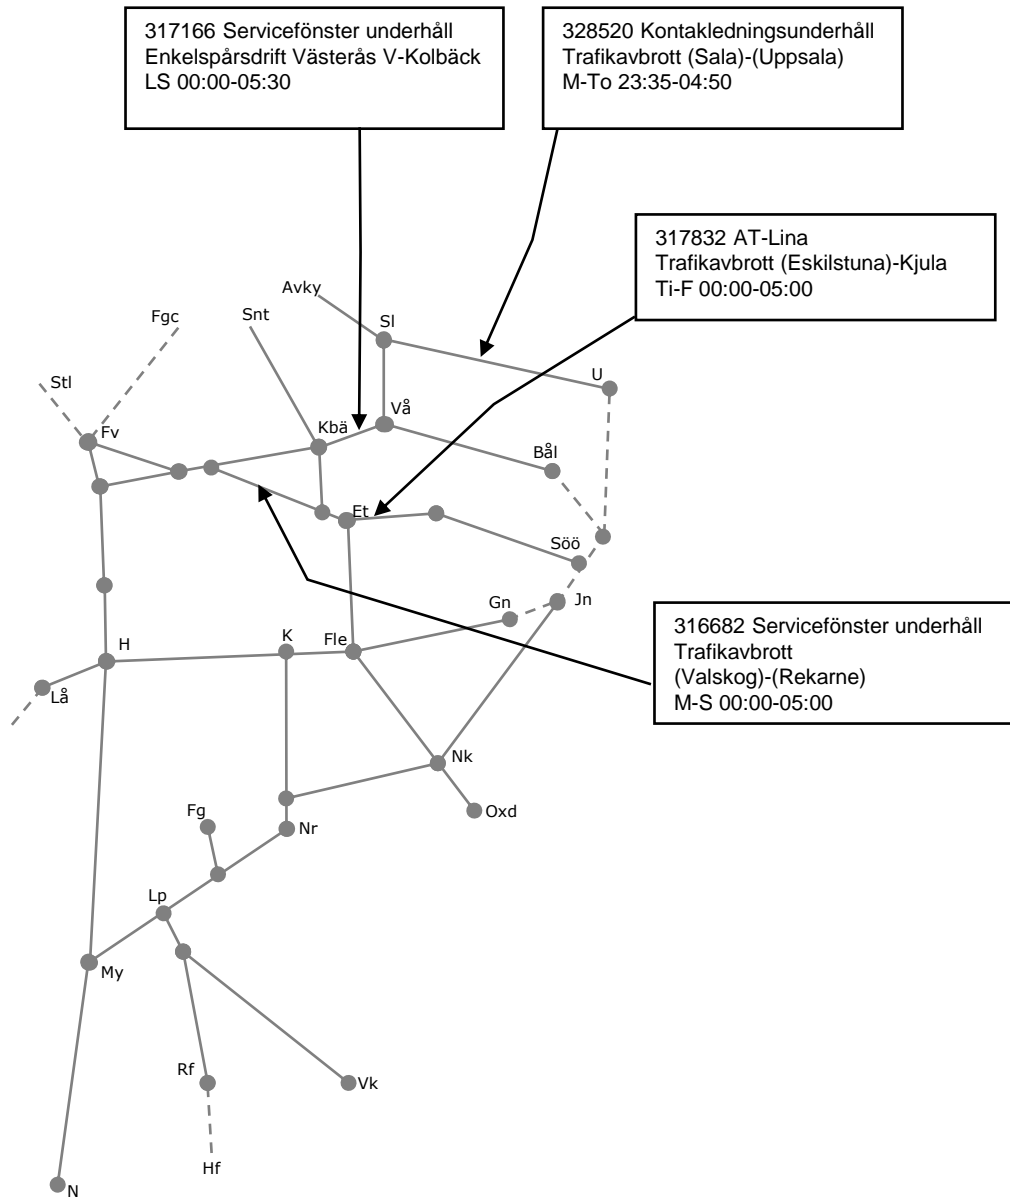 317166 Servicefönster underhåll
Enkelspårsdrift Västerås V-Kolbäck
LS 00:00-05:30
328520 Kontakledningsunderhåll
Trafikavbrott (Sala)-(Uppsala)
M-To 23:35-04:50
317832 AT-Lina
Trafikavbrott (Eskilstuna)-Kjula
Ti-F 00:00-05:00
Avky
Fgc
Snt
Sl
Stl
U
Vå
Fv
Kbä
Bål
Et
Söö
Gn
Jn
316682 Servicefönster underhåll
Trafikavbrott
(Valskog)-(Rekarne)
M-S 00:00-05:00
H
K
Fle
Lå
Nk
Fg
Oxd
Nr
Lp
My
Rf
Vk
Hf
N